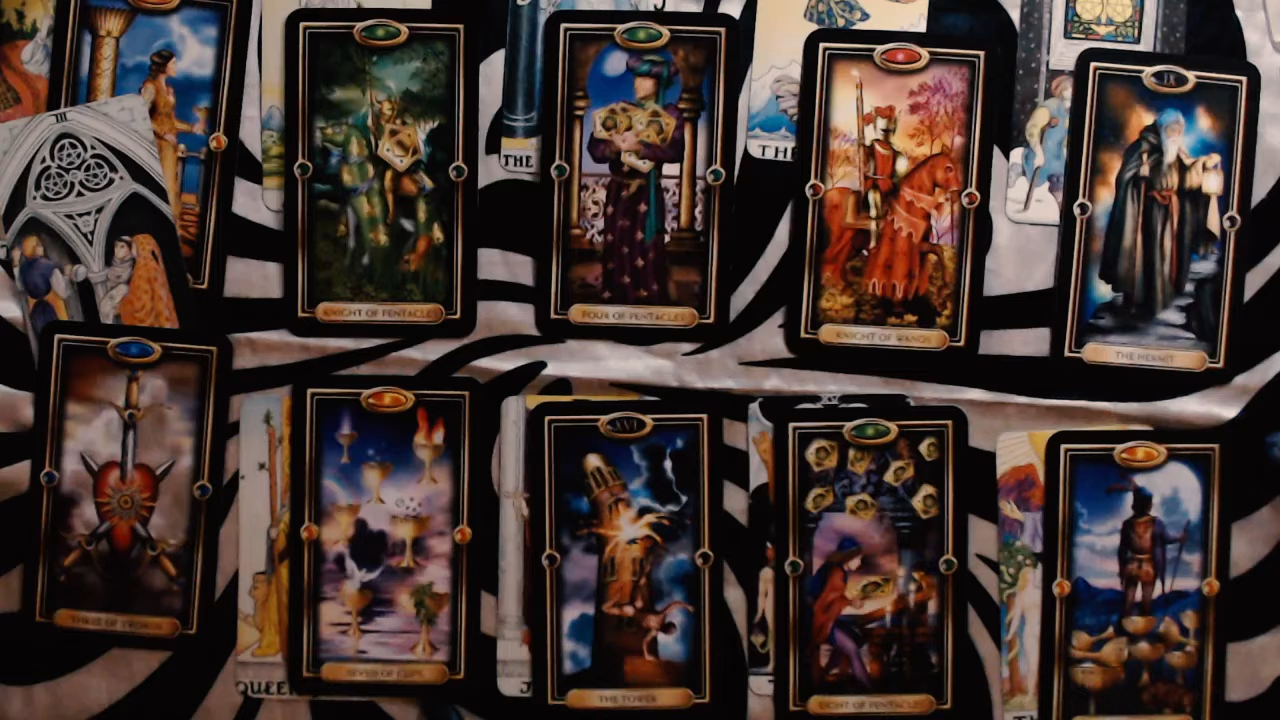 III
THE
TH
IX
KNIGHT OF PENTACLES
FOUR OF PENTACLES
KNIGHT OF WANDS
THE HERMIT
XVI
THREE OF SWORDS
SEVEN OF CUPS
QUEEN
THE TOWER
J
EIGHT OF PENTACLES